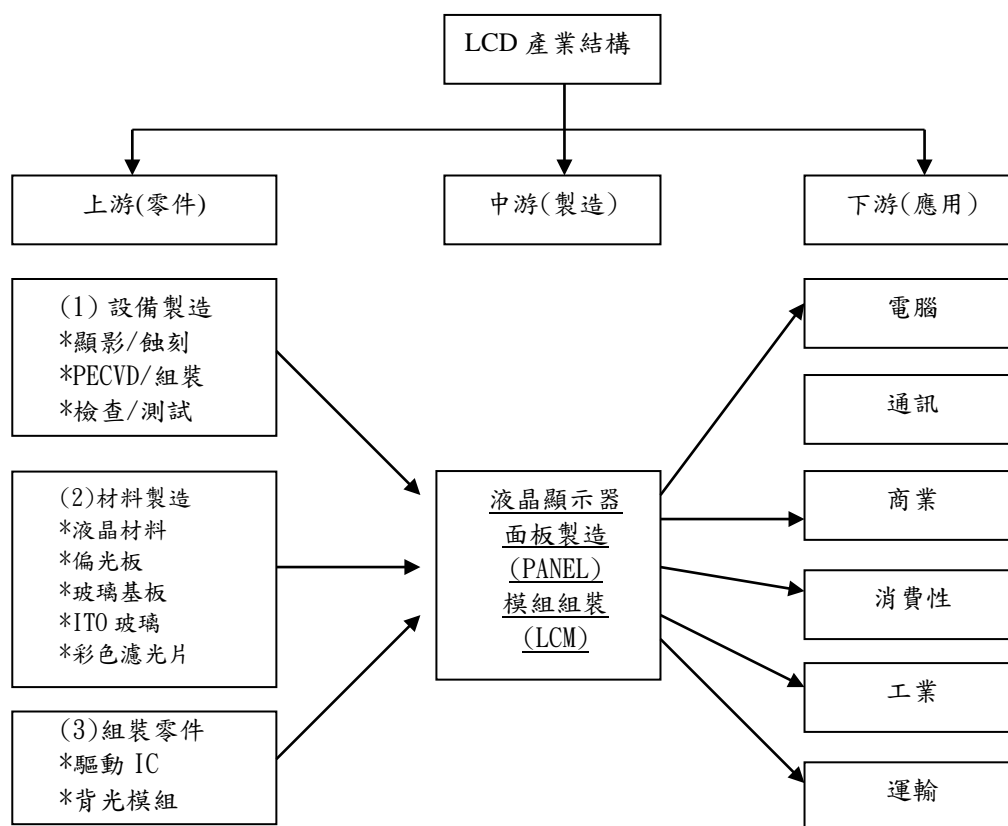 LCD 產業結構
上游(零件)
中游(製造)
下游(應用)
(1) 設備製造
*顯影/蝕刻
*PECVD/組裝
*檢查/測試
(2)材料製造
*液晶材料
*偏光板
*玻璃基板
*ITO 玻璃
*彩色濾光片
(3)組裝零件
*驅動 IC
*背光模組
液晶顯示器
面板製造
(PANEL)
模組組裝
(LCM)
電腦
通訊
商業
消費性
工業
運輸